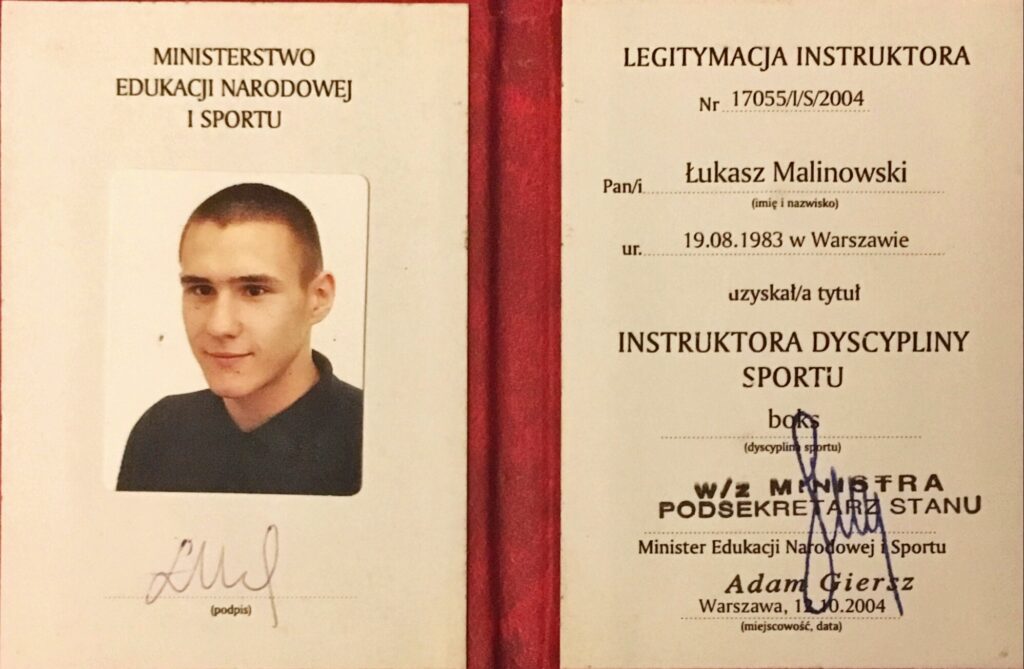 MINISTERSTWO
EDUKACJI NARODOWEJ
I SPORTU
(podpis)
LEGITYMACJA INSTRUKTORA
Nr 17055/I/S/2004
Pan/i Łukasz Malinowski
(imię i nazwisko)
ur. 19.08.1983 w Warszawie
uzyskał/a tytuł
INSTRUKTORA DYSCYPLINY
SPORTU
boks
(dyscyplina sportu)
w/z MINISTRA
PODSEKRETARZ STANU
Minister Edukacji Narodowej i Sportu
Adam Giersz
Warszawa, 12.10.2004
(miejscowość, data)